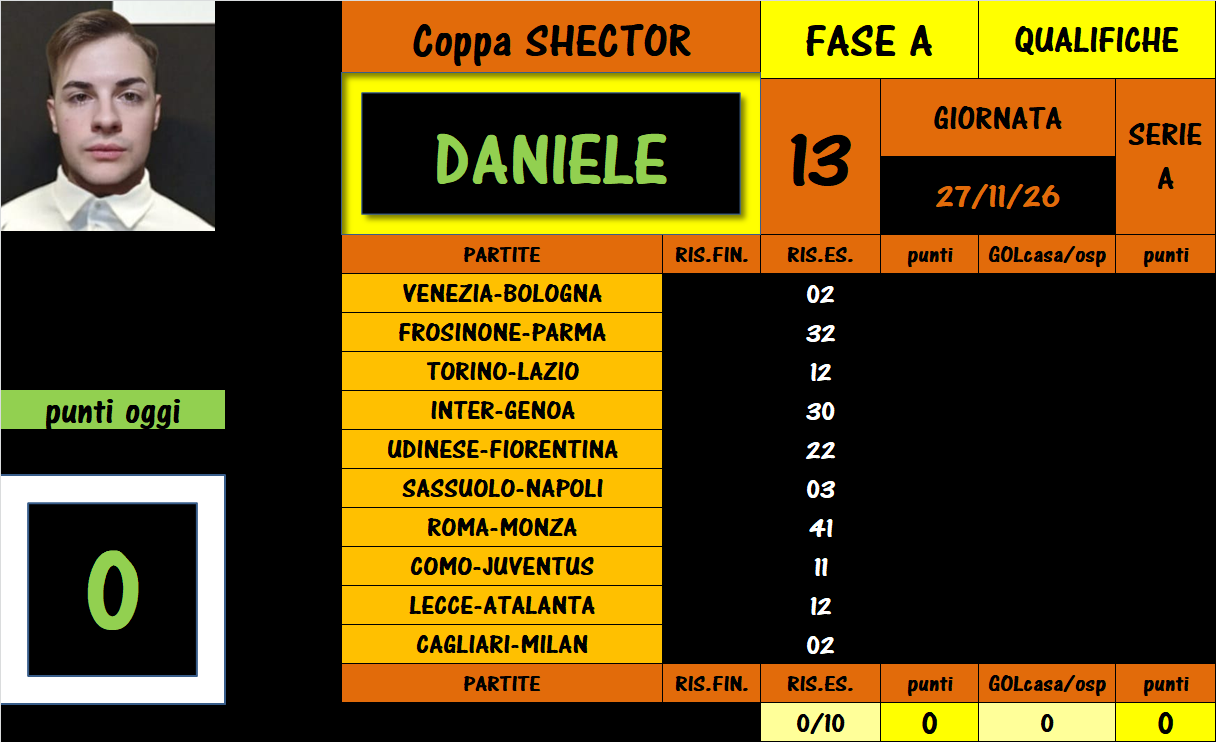 Coppa SHECTOR FASE A QUALIFICHE
DANIELE 13 GIORNATA SERIE
27/11/26 A
PARTITE RIS.FIN. RIS.ES. punti GOLcasa/osp punti
VENEZIA-BOLOGNA 02
FROSINONE-PARMA 32
TORINO-LAZIO 12
INTER-GENOA 30
UDINESE-FIORENTINA 22
SASSUOLO-NAPOLI 03
ROMA-MONZA 41
COMO-JUVENTUS 11
LECCE-ATALANTA 12
CAGLIARI-MILAN 02
PARTITE RIS.FIN. RIS.ES. punti GOLcasa/osp punti
0/10 0 0 0
punti oggi
0